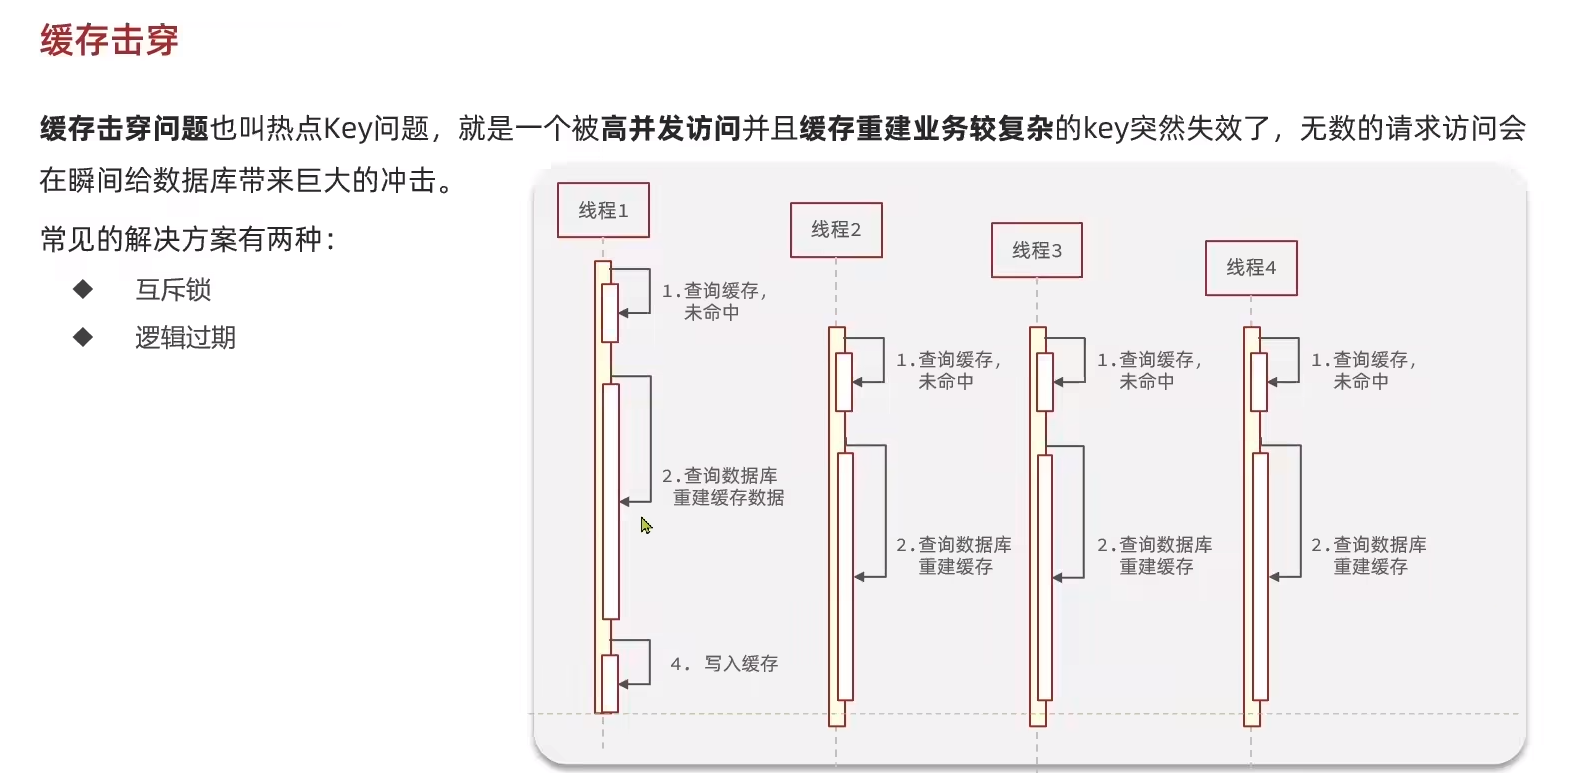 缓存击穿
缓存击穿问题也叫热点Key问题，就是一个被高并发访问并且缓存重建业务较复杂的key突然失效了，无数的请求访问会
在瞬间给数据库带来巨大的冲击。
常见的解决方案有两种：
◆ 互斥锁
◆ 逻辑过期
线程1
1.查询缓存，
未命中
2.查询数据库
重建缓存数据
4. 写入缓存
线程2
1.查询缓存，
未命中
2.查询数据库
重建缓存
线程3
1.查询缓存，
未命中
2.查询数据库
重建缓存
线程4
1.查询缓存，
未命中
2.查询数据库
重建缓存